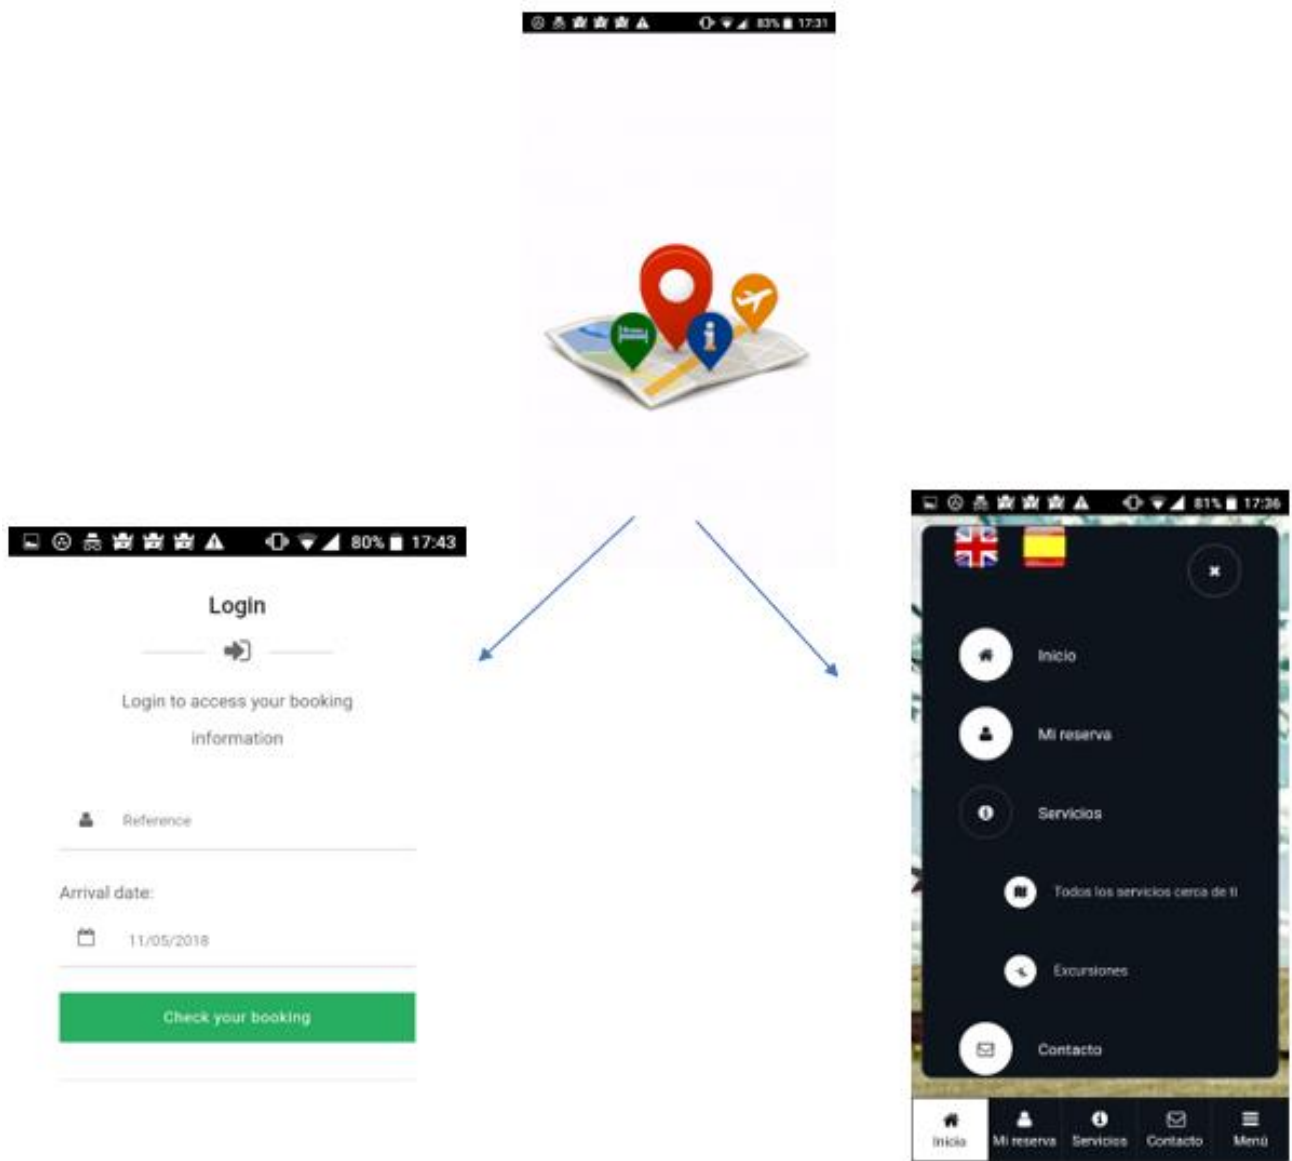 83% 17:31
80% 17:43
Login
Login to access your booking
information
Reference
Arrival date:
11/05/2018
Check your booking
81% 17:36
Inicio
Mi reserva
Servicios
Todos los servicios cerca de ti
Excursiones
Contacto
Inicio Mi reserva Servicios Contacto Menú